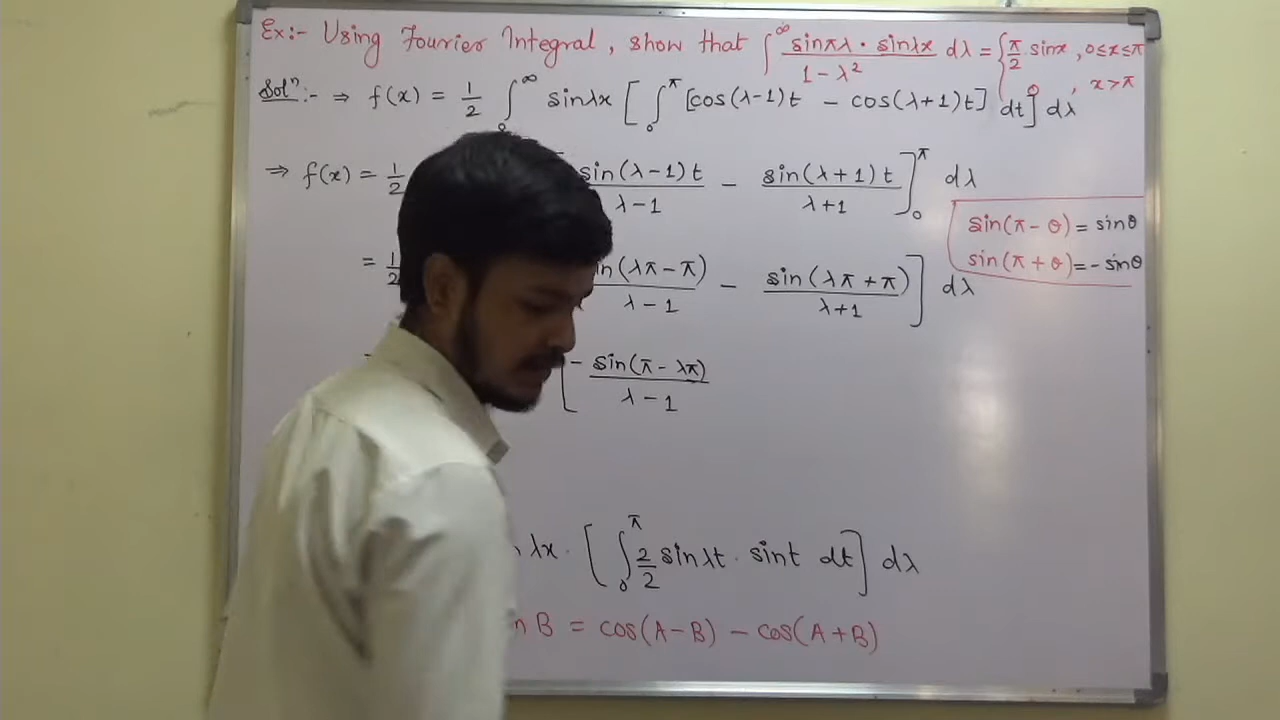 Ex:- Using Fourier Integral, show that ∫₀^∞ (sinπλ · sinλx)/(1 - λ²) dλ = { π/2 · sinx, 0≤x≤π
0, x>π
Solⁿ:- ⇒ f(x) = 1/2 ∫₀^∞ sinλx [∫₀^π [cos(λ-1)t - cos(λ+1)t] dt] dλ
⇒ f(x) = 1/2 sin(λ-1)t/(λ-1) - sin(λ+1)t/(λ+1) ]₀^π dλ
sin(π - θ) = sinθ
sin(π + θ) = - sinθ
= 1/2 (λπ - π)/(λ-1) - sin(λπ + π)/(λ+1) ] dλ
[ - sin(π - λπ)/(λ-1)
λx · [∫₀^π 2/2 sinλt · sint dt] dλ
B = cos(A-B) - cos(A+B)